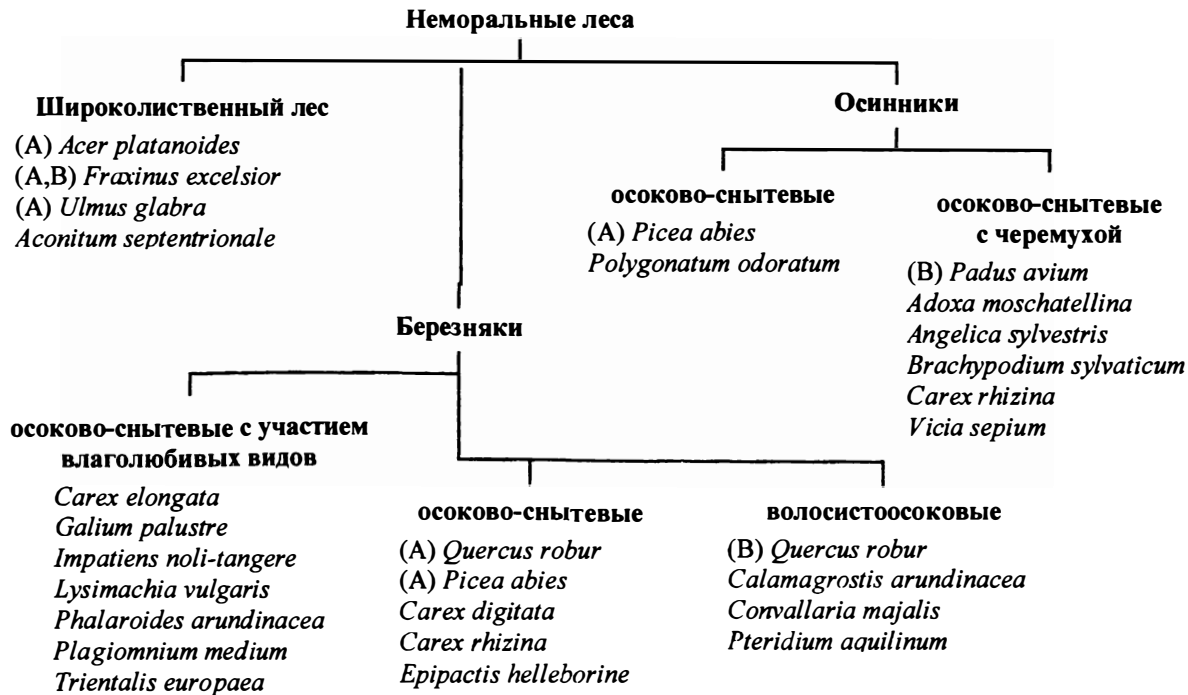 Неморальные леса
Широколиственный лес
(A) Acer platanoides
(A,B) Fraxinus excelsior
(A) Ulmus glabra
Aconitum septentrionale
Осинники
осоково-снытевые
(A) Picea abies
Polygonatum odoratum
осоково-снытевые
с черемухой
(B) Padus avium
Adoxa moschatellina
Angelica sylvestris
Brachypodium sylvaticum
Carex rhizina
Vicia sepium
Березняки
осоково-снытевые с участием
влаголюбивых видов
Carex elongata
Galium palustre
Impatiens noli-tangere
Lysimachia vulgaris
Phalaroides arundinacea
Plagiomnium medium
Trientalis europaea
осоково-снытевые
(A) Quercus robur
(A) Picea abies
Carex digitata
Carex rhizina
Epipactis helleborine
волосистоосоковые
(B) Quercus robur
Calamagrostis arundinacea
Convallaria majalis
Pteridium aquilinum